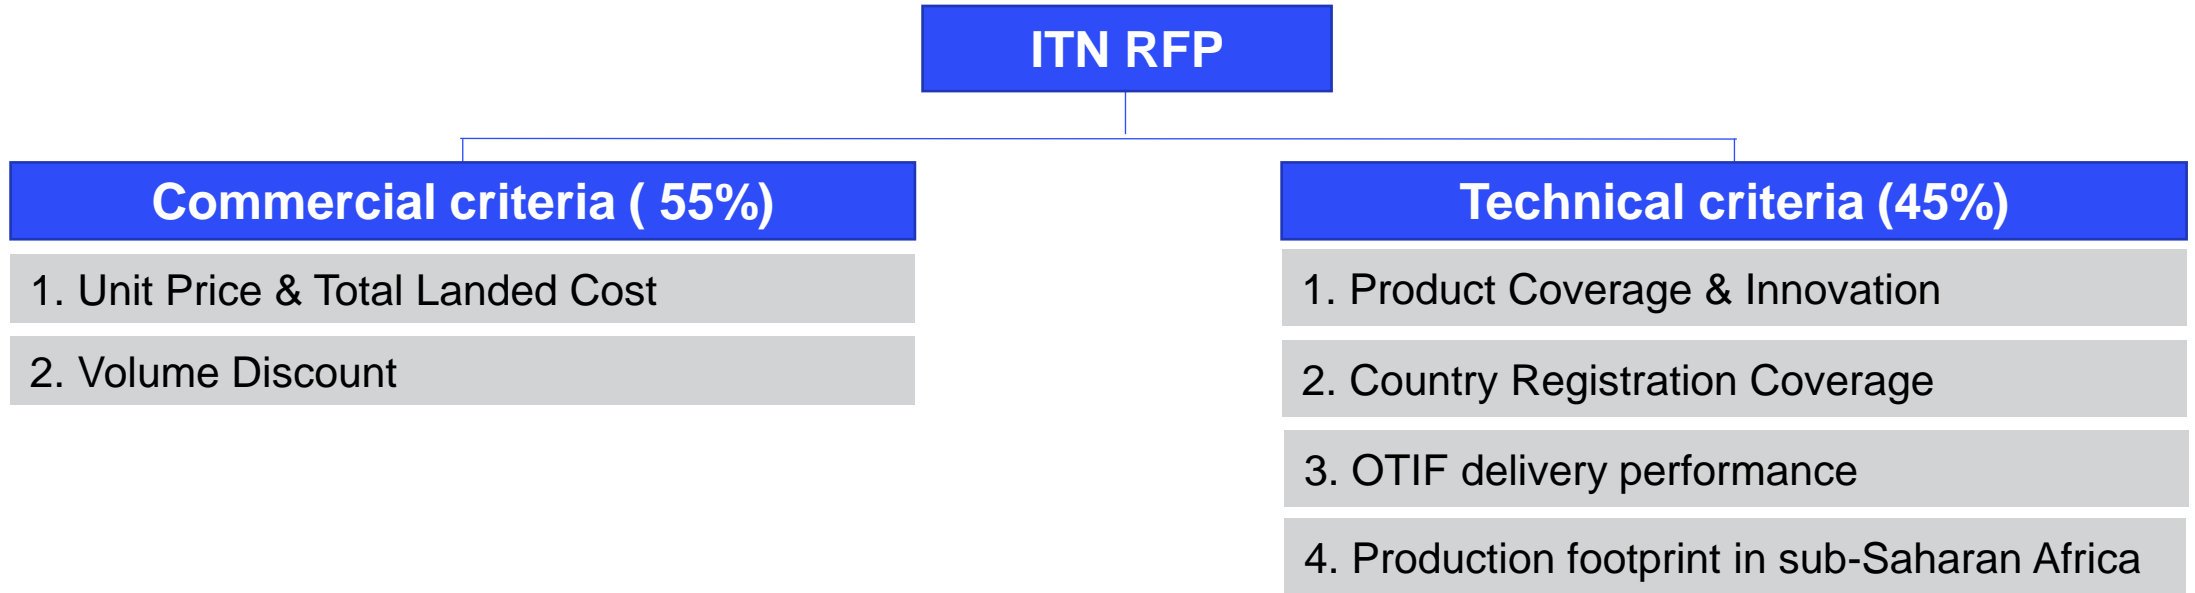 ITN RFP
Commercial criteria ( 55%)
1. Unit Price & Total Landed Cost
2. Volume Discount
Technical criteria (45%)
1. Product Coverage & Innovation
2. Country Registration Coverage
3. OTIF delivery performance
4. Production footprint in sub-Saharan Africa